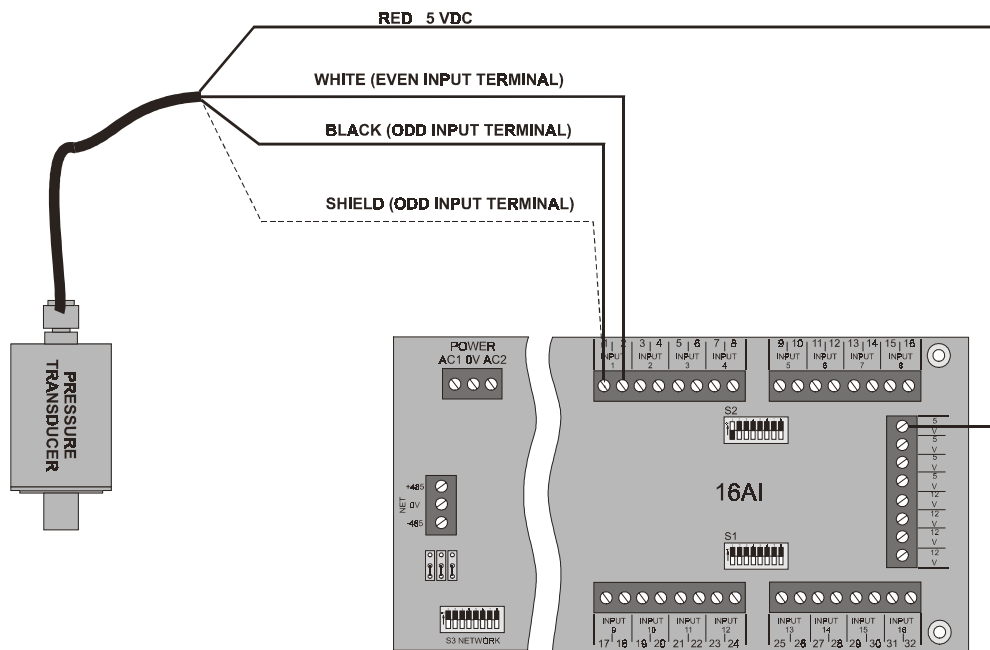 RED 5 VDC
WHITE (EVEN INPUT TERMINAL)
BLACK (ODD INPUT TERMINAL)
SHIELD (ODD INPUT TERMINAL)
PRESSURE
TRANSDUCER
POWER
AC1 0V AC2
1 2 3 4 5 6 7 8
INPUT INPUT INPUT INPUT
1 2 3 4
9 10 11 12 13 14 15 16
INPUT INPUT INPUT INPUT
5 6 7 8
S2
5
V
5
V
5
V
5
V
12
V
12
V
12
V
12
V
16AI
+485
NET 0V
-485
S1
S3 NETWORK
INPUT INPUT INPUT INPUT
9 10 11 12
17 18 19 20 21 22 23 24
INPUT INPUT INPUT INPUT
13 14 15 16
25 26 27 28 29 30 31 32